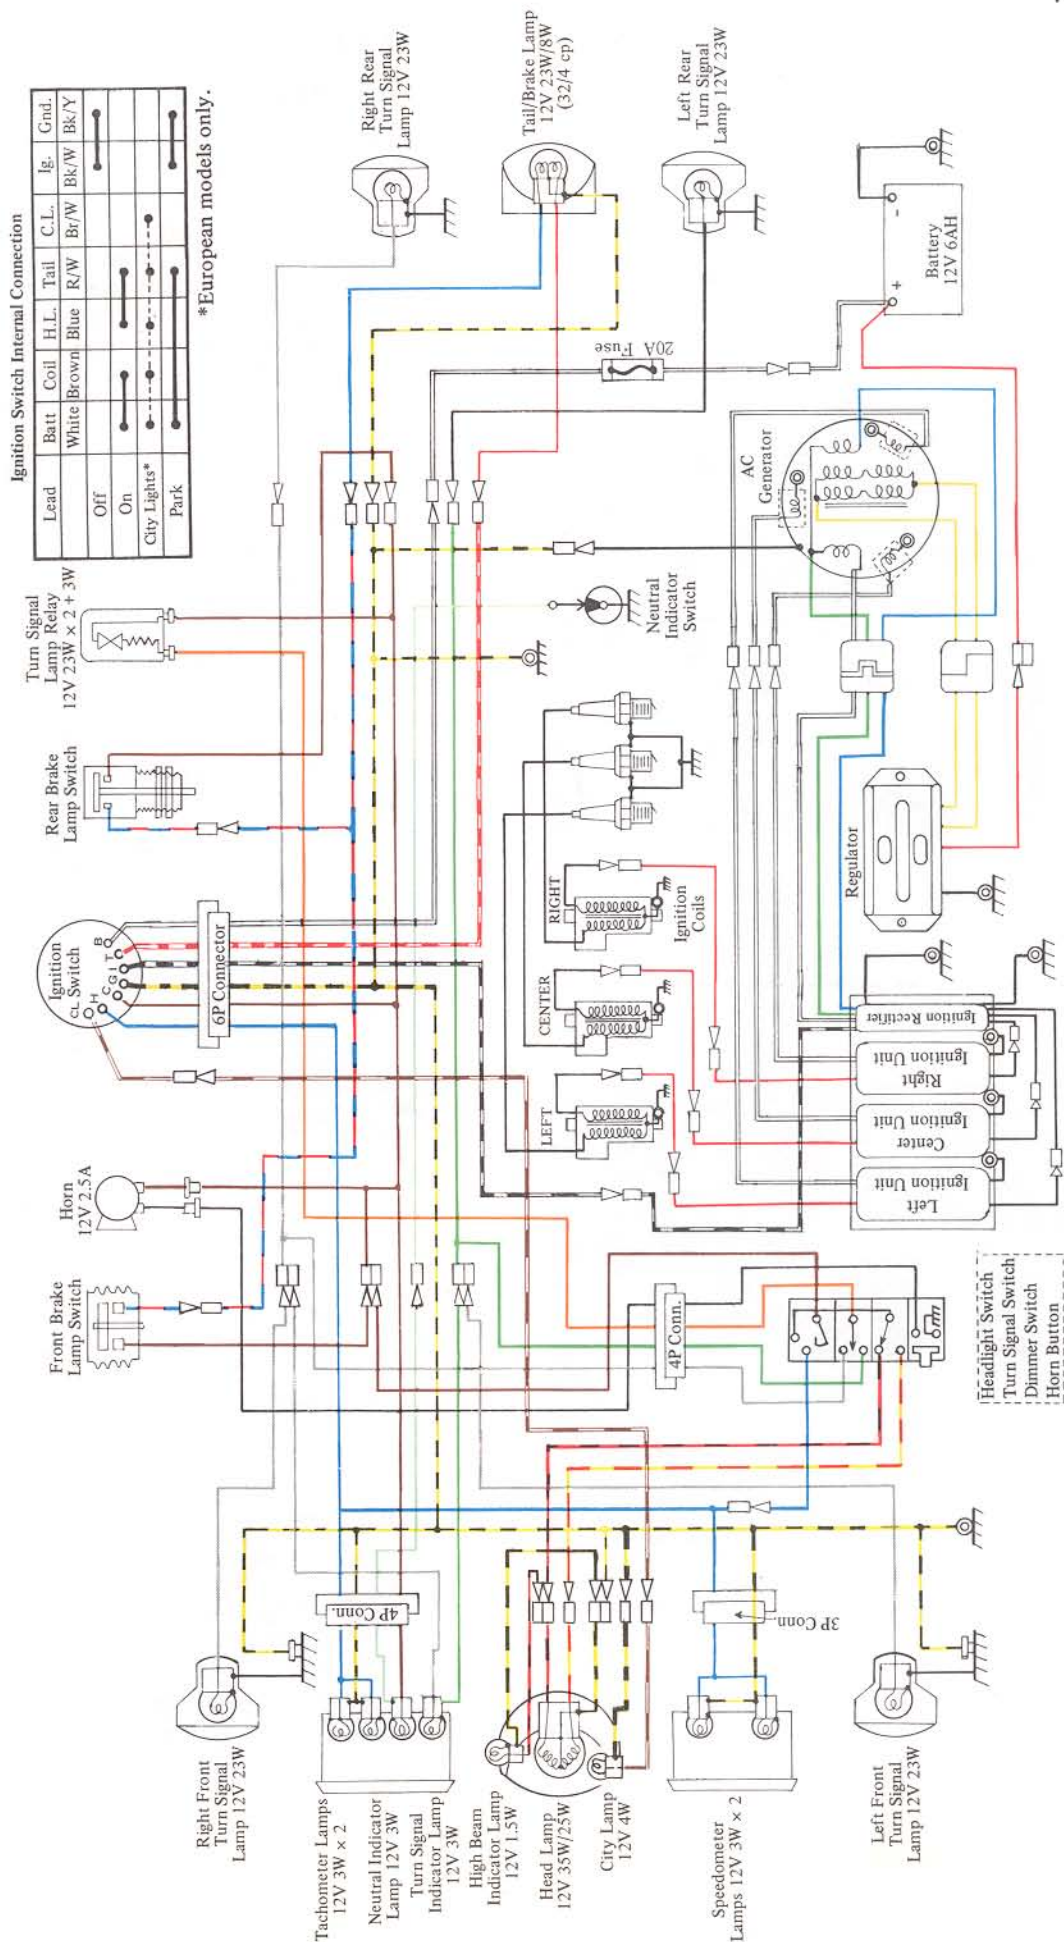 Ignition Switch Internal Connection
Lead Batt Coil H.L. Tail C.L. Ig. Gnd.
White Brown Blue R/W Br/W Bk/W Bk/Y
Off
On
City Lights*
Park
*European models only.
Right Rear
Turn Signal
Lamp 12V 23W
Tail/Brake Lamp
12V 23W/8W
(32/4 cp)
Left Rear
Turn Signal
Lamp 12V 23W
Battery
12V 6AH
+
-
20A Fuse
AC
Generator
Turn Signal
Lamp Relay
12V 23W × 2 + 3W
Rear Brake
Lamp Switch
Neutral
Indicator
Switch
Ignition
Switch
CL
H
C
G
I
T
B
6P Connector
RIGHT
CENTER
LEFT
Ignition
Coils
Regulator
Ignition Rectifier
Right
Ignition Unit
Center
Ignition Unit
Left
Ignition Unit
Horn
12V 2.5A
Front Brake
Lamp Switch
4P Conn.
Headlight Switch
Turn Signal Switch
Dimmer Switch
Horn Button
4P Conn.
3P Conn.
Right Front
Turn Signal
Lamp 12V 23W
Tachometer Lamps
12V 3W × 2
Neutral Indicator
Lamp 12V 3W
Turn Signal
Indicator Lamp
12V 3W
High Beam
Indicator Lamp
12V 1.5W
Head Lamp
12V 35W/25W
City Lamp
12V 4W
Speedometer
Lamps 12V 3W × 2
Left Front
Turn Signal
Lamp 12V 23W